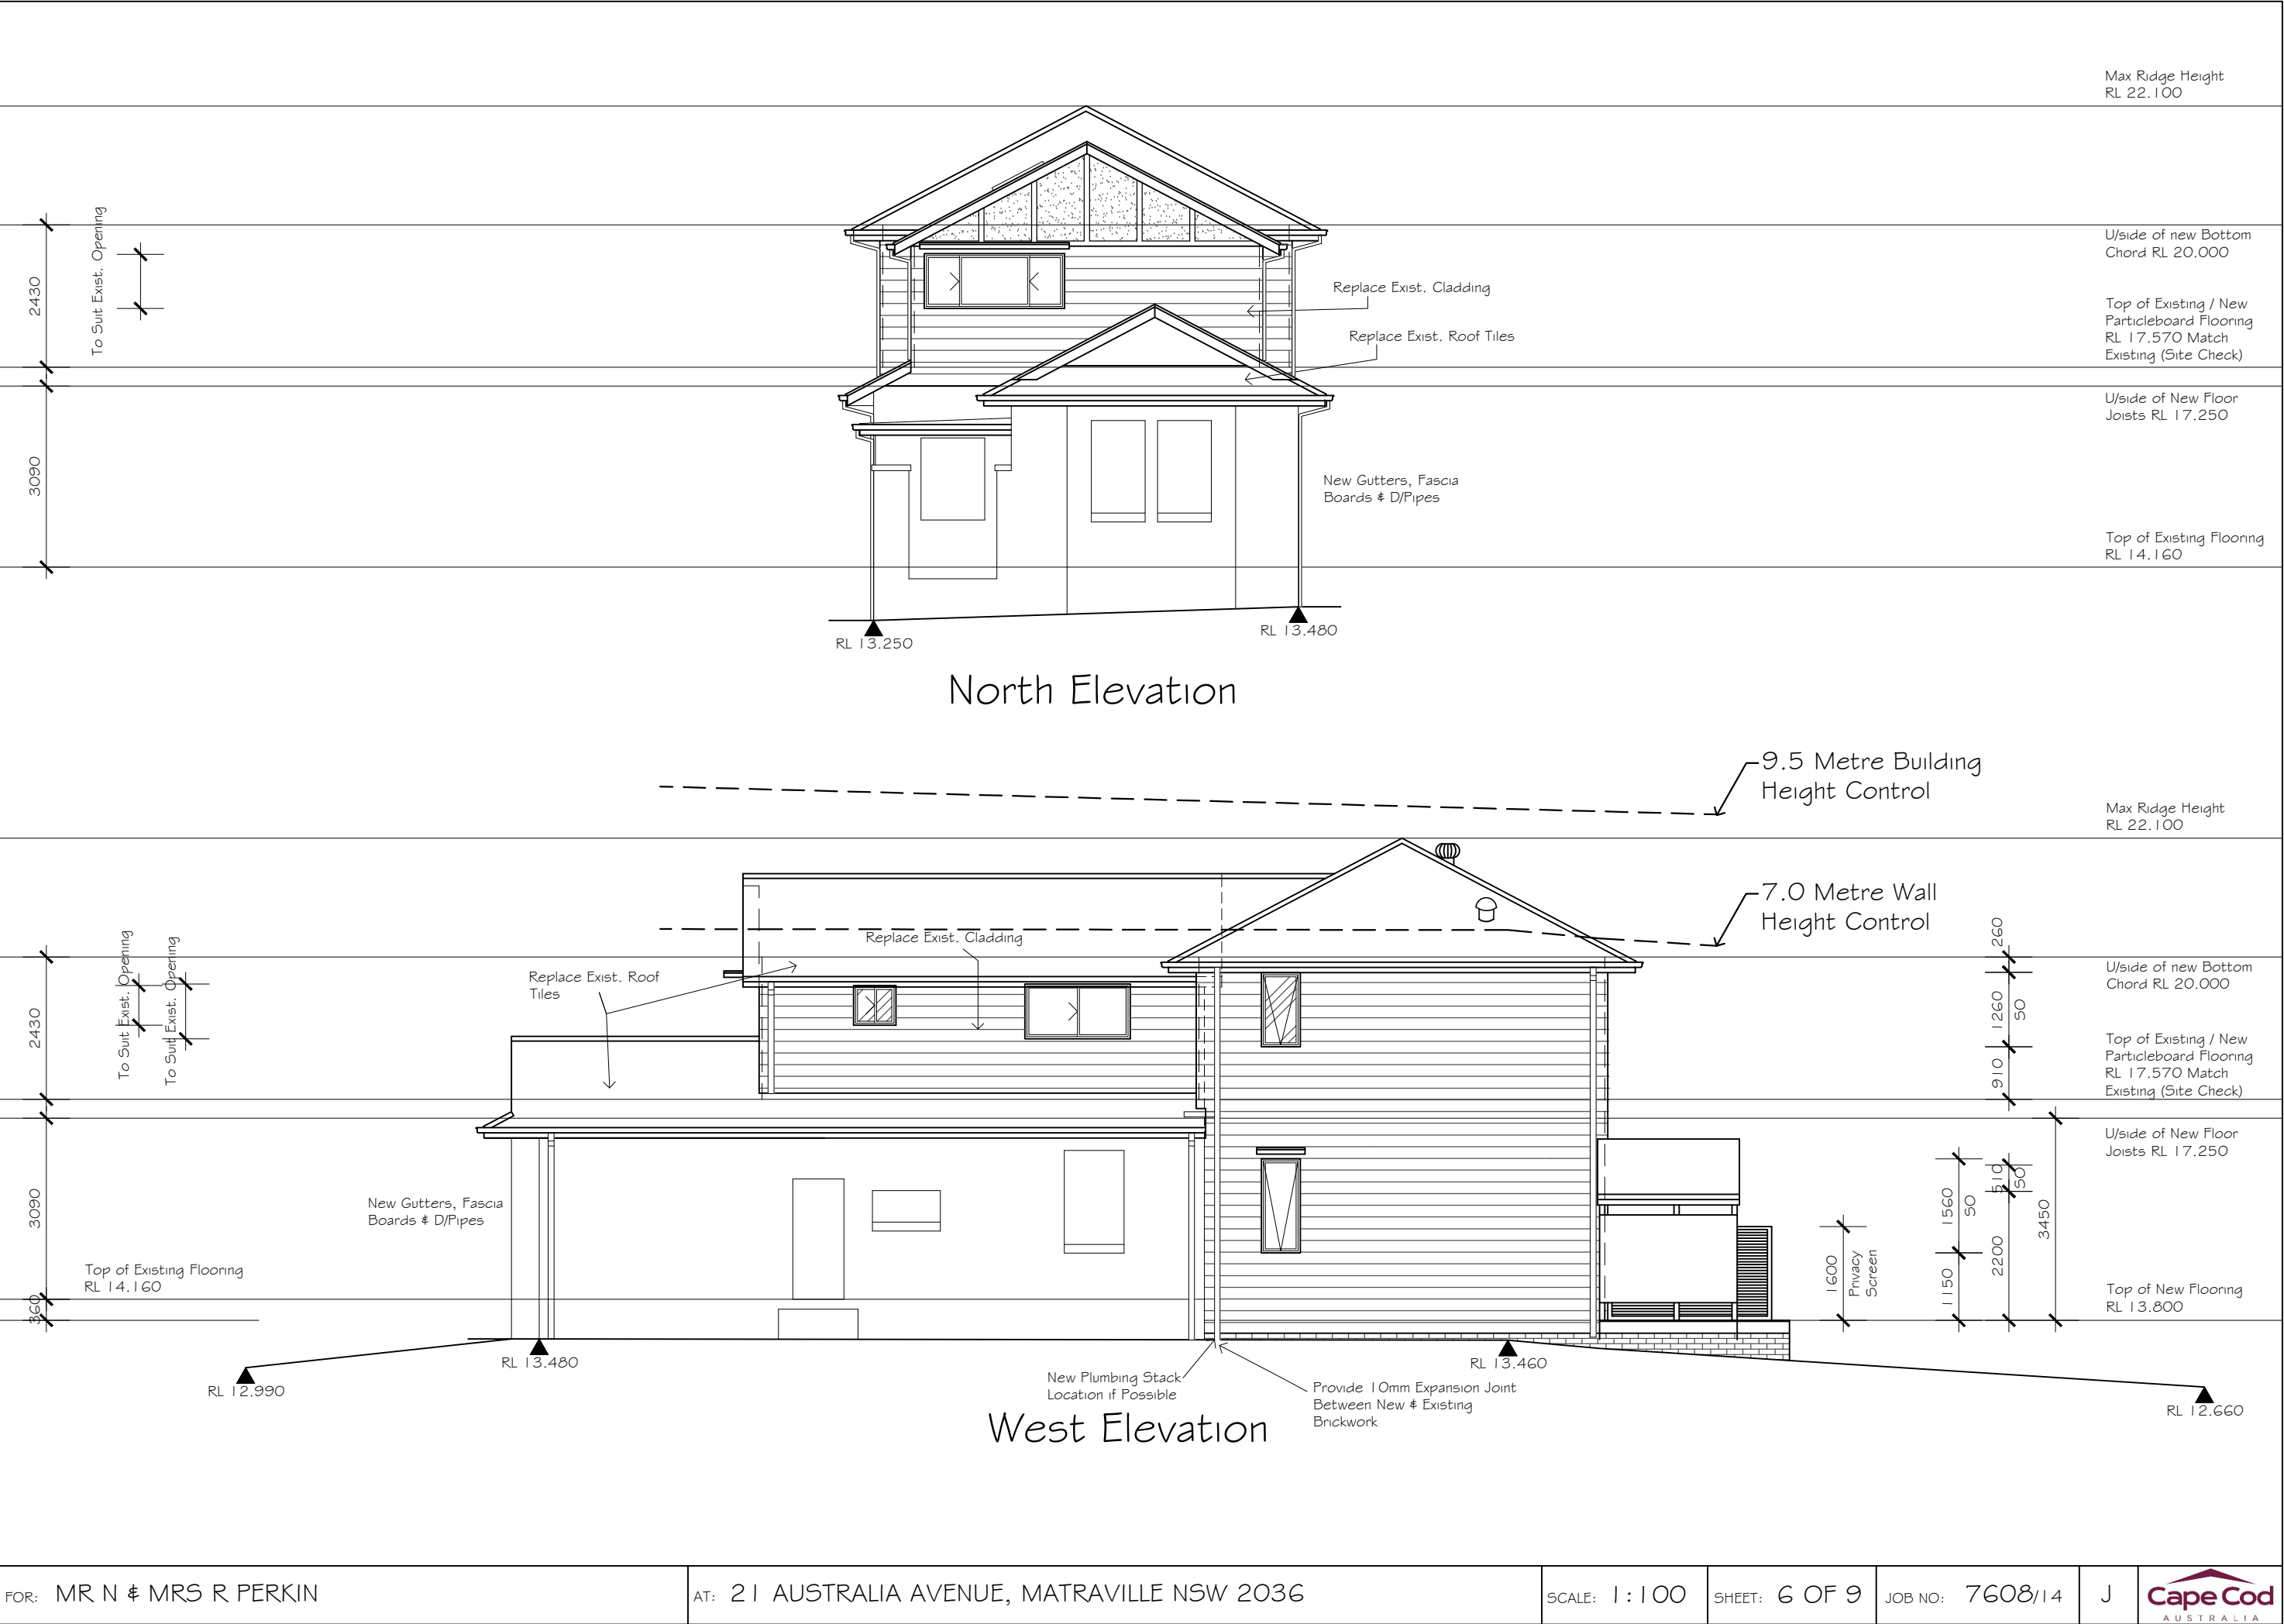 Max Ridge Height
RL 22.100
U/side of new Bottom
Chord RL 20.000
Top of Existing / New
Particleboard Flooring
RL 17.570 Match
Existing (Site Check)
U/side of New Floor
Joists RL 17.250
Top of Existing Flooring
RL 14.160
2430
3090
To Suit Exist. Opening
Replace Exist. Cladding
Replace Exist. Roof Tiles
New Gutters, Fascia
Boards & D/Pipes
RL 13.250
RL 13.480
North Elevation
9.5 Metre Building
Height Control
Max Ridge Height
RL 22.100
7.0 Metre Wall
Height Control
U/side of new Bottom
Chord RL 20.000
Top of Existing / New
Particleboard Flooring
RL 17.570 Match
Existing (Site Check)
U/side of New Floor
Joists RL 17.250
Top of New Flooring
RL 13.800
2430
3090
360
To Suit Exist. Opening
To Suit Exist. Opening
Replace Exist. Cladding
Replace Exist. Roof
Tiles
New Gutters, Fascia
Boards & D/Pipes
Top of Existing Flooring
RL 14.160
260
1260
50
910
510
50
2200
3450
1560
50
1150
1600
Privacy
Screen
RL 12.990
RL 13.480
RL 13.460
RL 12.660
New Plumbing Stack
Location if Possible
Provide 10mm Expansion Joint
Between New & Existing
Brickwork
West Elevation
FOR: MR N & MRS R PERKIN
AT: 21 AUSTRALIA AVENUE, MATRAVILLE NSW 2036
SCALE: 1:100
SHEET: 6 OF 9
JOB NO: 7608/14
J
Cape Cod
AUSTRALIA